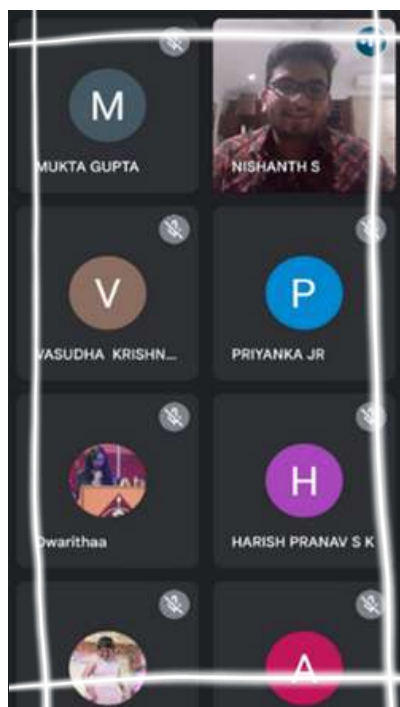 M
MUKTA GUPTA
NISHANTH S
V
VASUDHA KRISHN...
P
PRIYANKA JR
Dwarithaa
H
HARISH PRANAV S K
A